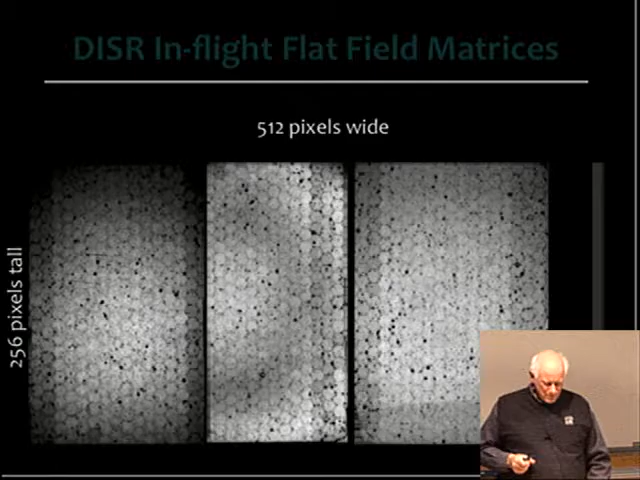 DISR In-flight Flat Field Matrices
512 pixels wide
256 pixels tall